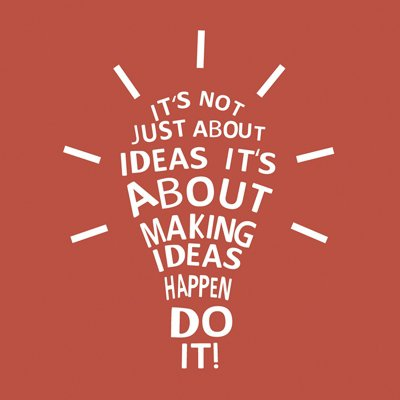 IT'S NOT
JUST ABOUT
IDEAS IT'S
ABOUT
MAKING
IDEAS
HAPPEN
DO
IT!